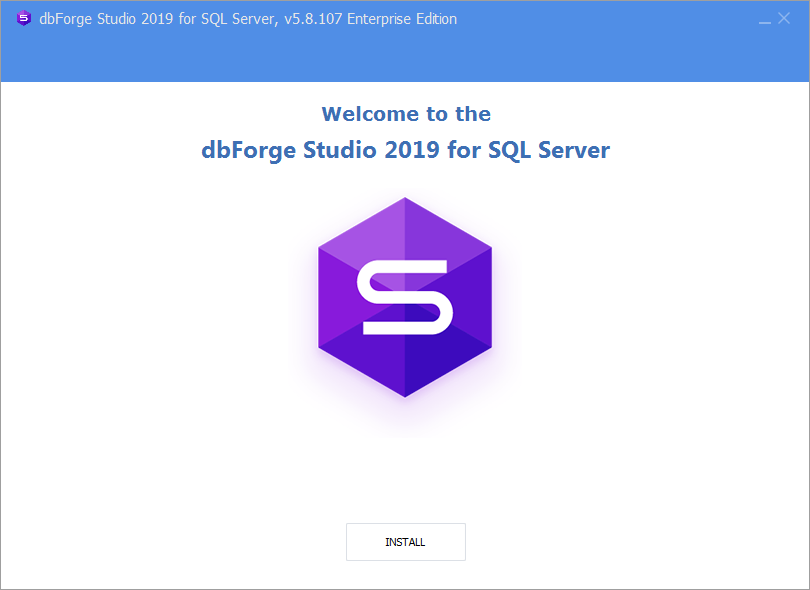 dbForge Studio 2019 for SQL Server, v5.8.107 Enterprise Edition
Welcome to the
dbForge Studio 2019 for SQL Server
INSTALL